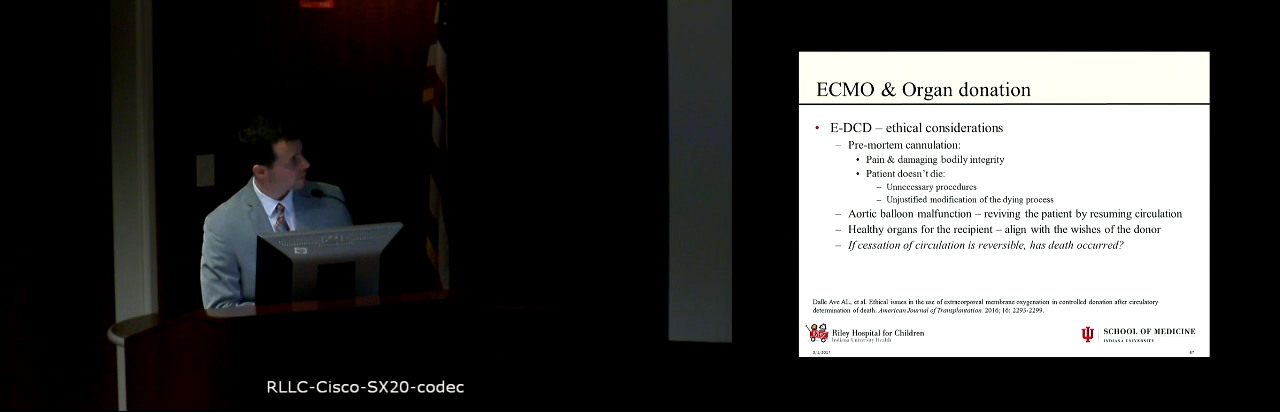 ECMO & Organ donation
• E-DCD – ethical considerations
– Pre-mortem cannulation:
• Pain & damaging bodily integrity
• Patient doesn't die:
– Unnecessary procedures
– Unjustified modification of the dying process
– Aortic balloon malfunction – reviving the patient by resuming circulation
– Healthy organs for the recipient – align with the wishes of the donor
– If cessation of circulation is reversible, has death occurred?
Dalle Ave AL, et al. Ethical issues in the use of extracorporeal membrane oxygenation in controlled donation after circulatory
determination of death. American Journal of Transplantation. 2016; 16: 2293-2299.
Riley Hospital for Children
Indiana University Health
SCHOOL OF MEDICINE
INDIANA UNIVERSITY
RLLC-Cisco-SX20-codec